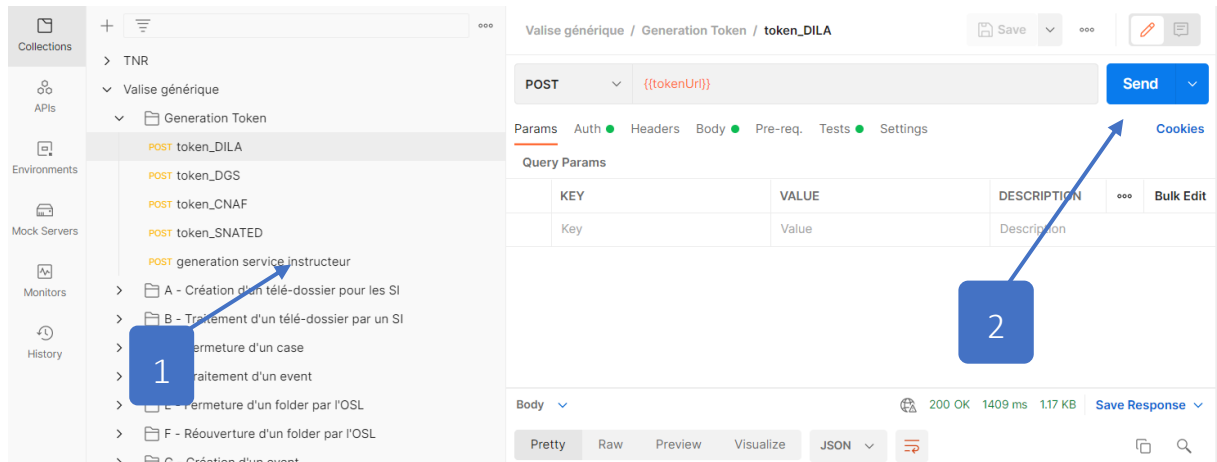 Collections
APIs
Environments
Mock Servers
Monitors
History
TNR
Valise générique
Generation Token
POST token_DILA
POST token_DGS
POST token_CNAF
POST token_SNATED
POST generation service instructeur
A - Création d'un télé-dossier pour les SI
B - Traitement d'un télé-dossier par un SI
ermeture d'un case
raitement d'un event
E - Fermeture d'un folder par l'OSL
F - Réouverture d'un folder par l'OSL
G - Création d'un event
1
Valise générique / Generation Token / token_DILA
Save
POST {{tokenUrl}} Send
Params Auth Headers Body Pre-req. Tests Settings Cookies
Query Params
KEY VALUE DESCRIPTION Bulk Edit
Key Value Description
2
Body 200 OK 1409 ms 1.17 KB Save Response
Pretty Raw Preview Visualize JSON